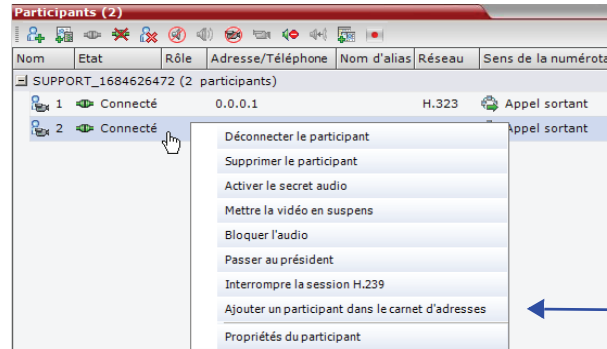 Participants (2)
Nom Etat Rôle Adresse/Téléphone Nom d'alias Réseau Sens de la numérota
SUPPORT_1684626472 (2 participants)
1 Connecté 0.0.0.1 H.323 Appel sortant
2 Connecté Appel sortant
Déconnecter le participant
Supprimer le participant
Activer le secret audio
Mettre la vidéo en suspens
Bloquer l'audio
Passer au président
Interrompre la session H.239
Ajouter un participant dans le carnet d'adresses
Propriétés du participant